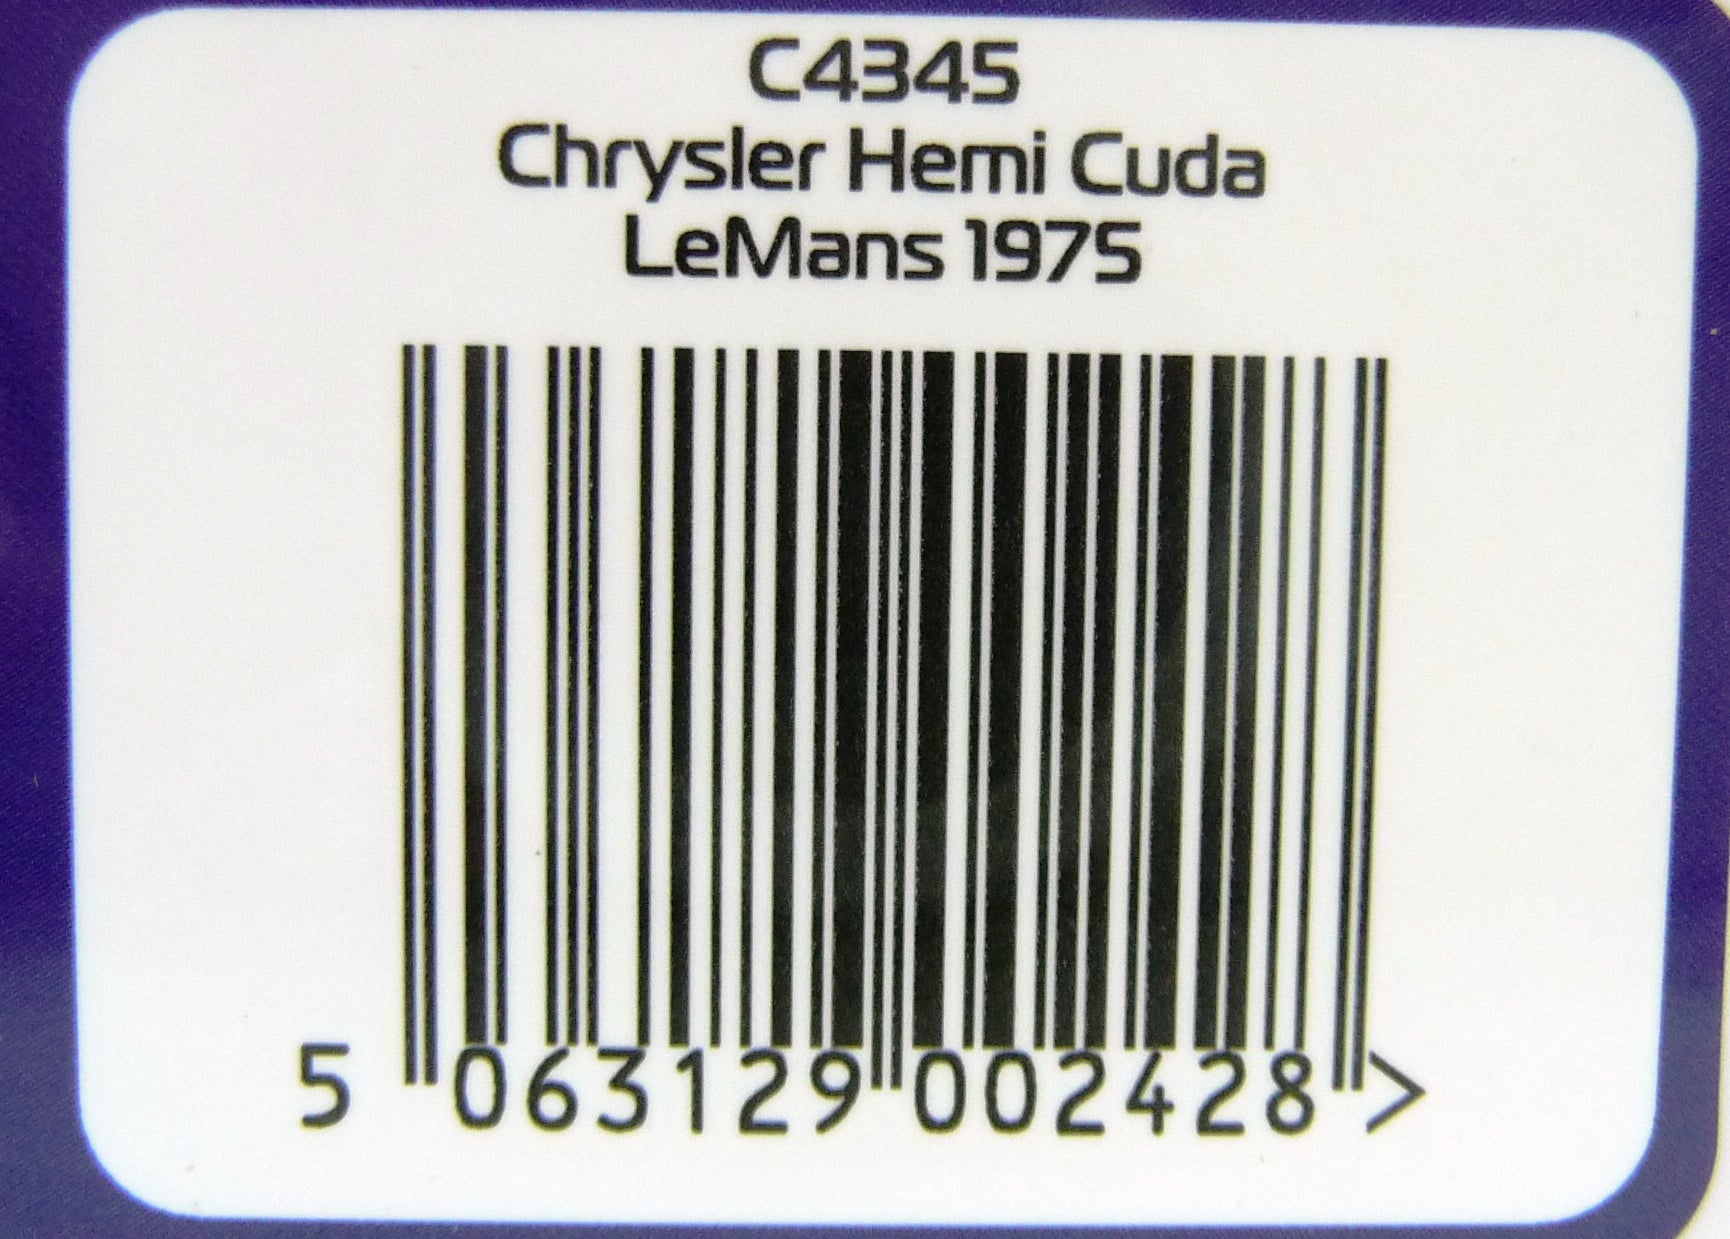 C4345
Chrysler Hemi Cuda
LeMans 1975
5 063129 002428 >